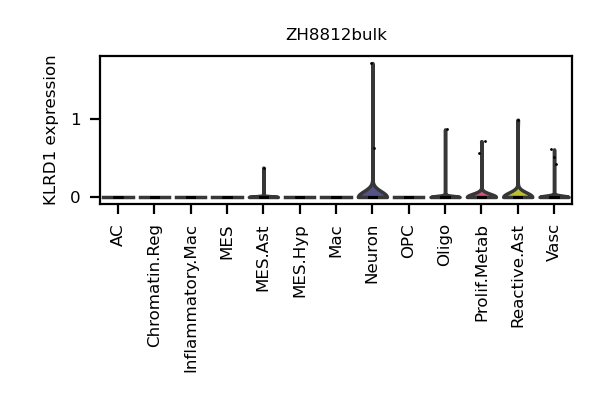 ZH8812bulk
KLRD1 expression
1
0
AC
Chromatin.Reg
Inflammatory.Mac
MES
MES.Ast
MES.Hyp
Mac
Neuron
OPC
Oligo
Prolif.Metab
Reactive.Ast
Vasc